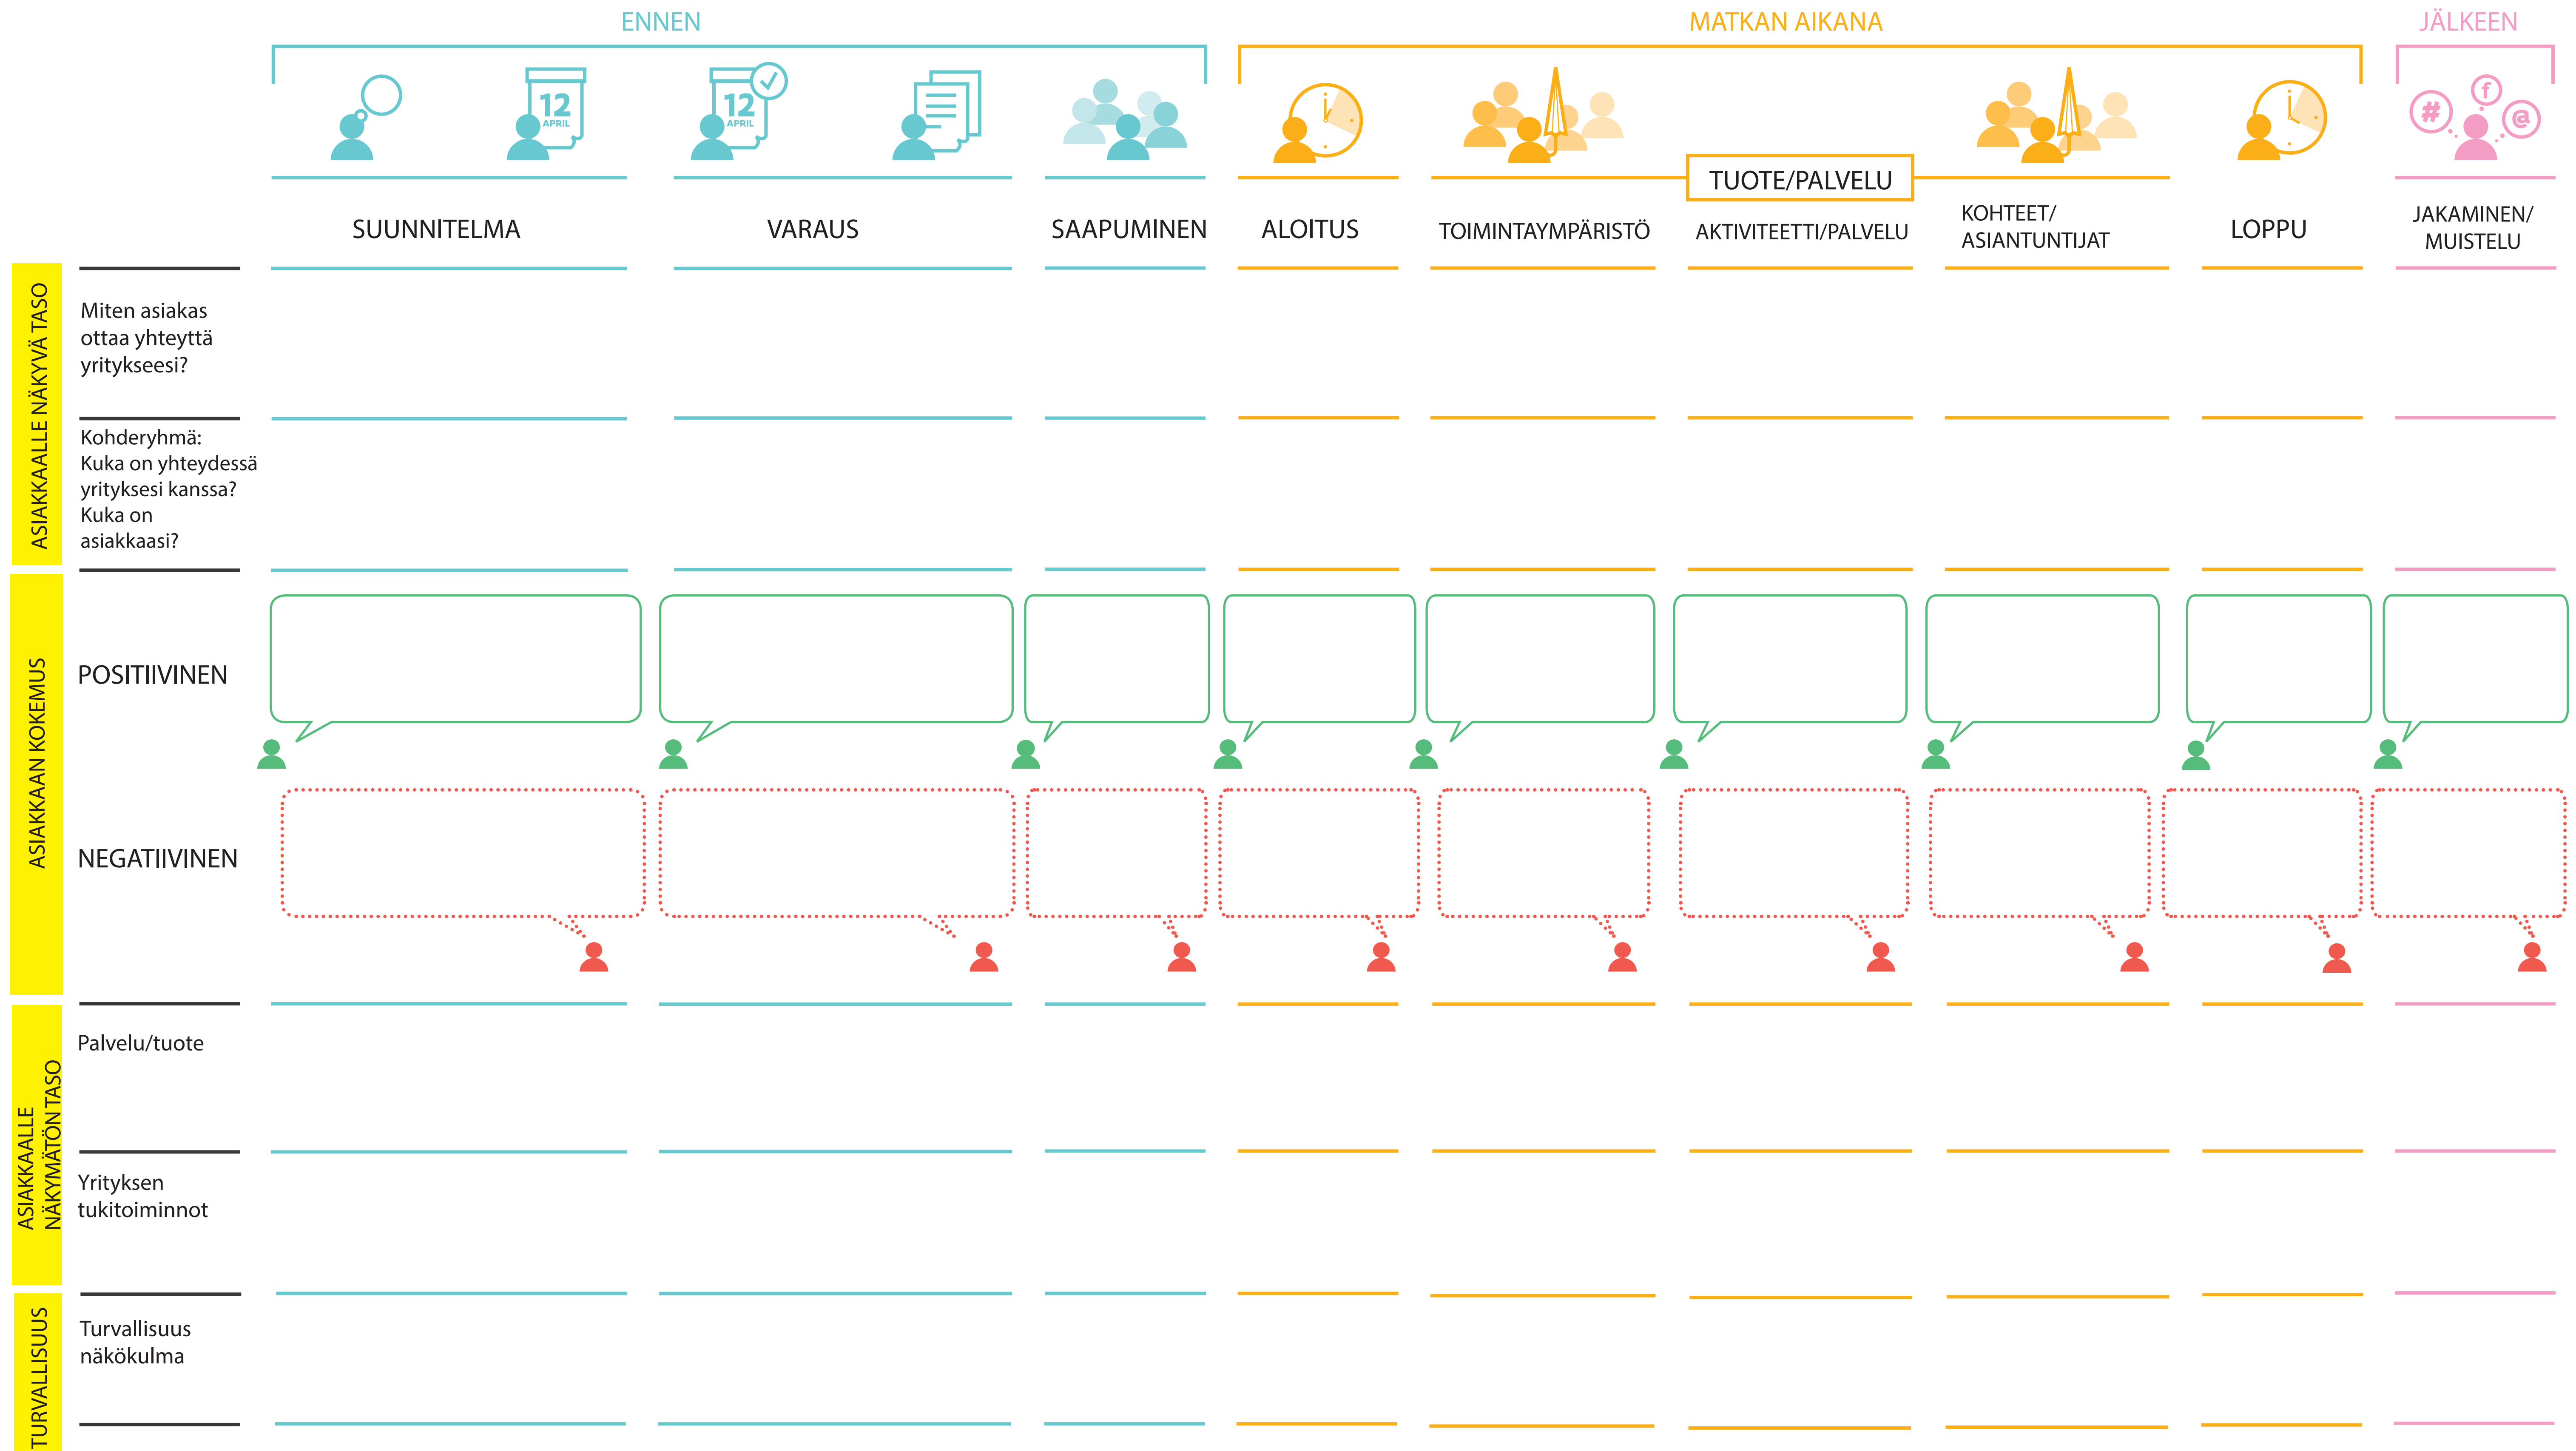 ENNEN
MATKAN AIKANA
JÄLKEEN
12
APRIL
12
APRIL
#
f
@
TUOTE/PALVELU
SUUNNITELMA
VARAUS
SAAPUMINEN
ALOITUS
TOIMINTAYMPÄRISTÖ
AKTIVITEETTI/PALVELU
KOHTEET/
ASIANTUNTIJAT
LOPPU
JAKAMINEN/
MUISTELU
ASIAKKAALLE NÄKYVÄ TASO
Miten asiakas
ottaa yhteyttä
yritykseesi?
Kohderyhmä:
Kuka on yhteydessä
yrityksesi kanssa?
Kuka on
asiakkaasi?
ASIAKKAAN KOKEMUS
POSITIIVINEN
NEGATIIVINEN
ASIAKKAALLE
NÄKYMÄTÖN TASO
Palvelu/tuote
Yrityksen
tukitoiminnot
TURVALLISUUS
Turvallisuus
näkökulma